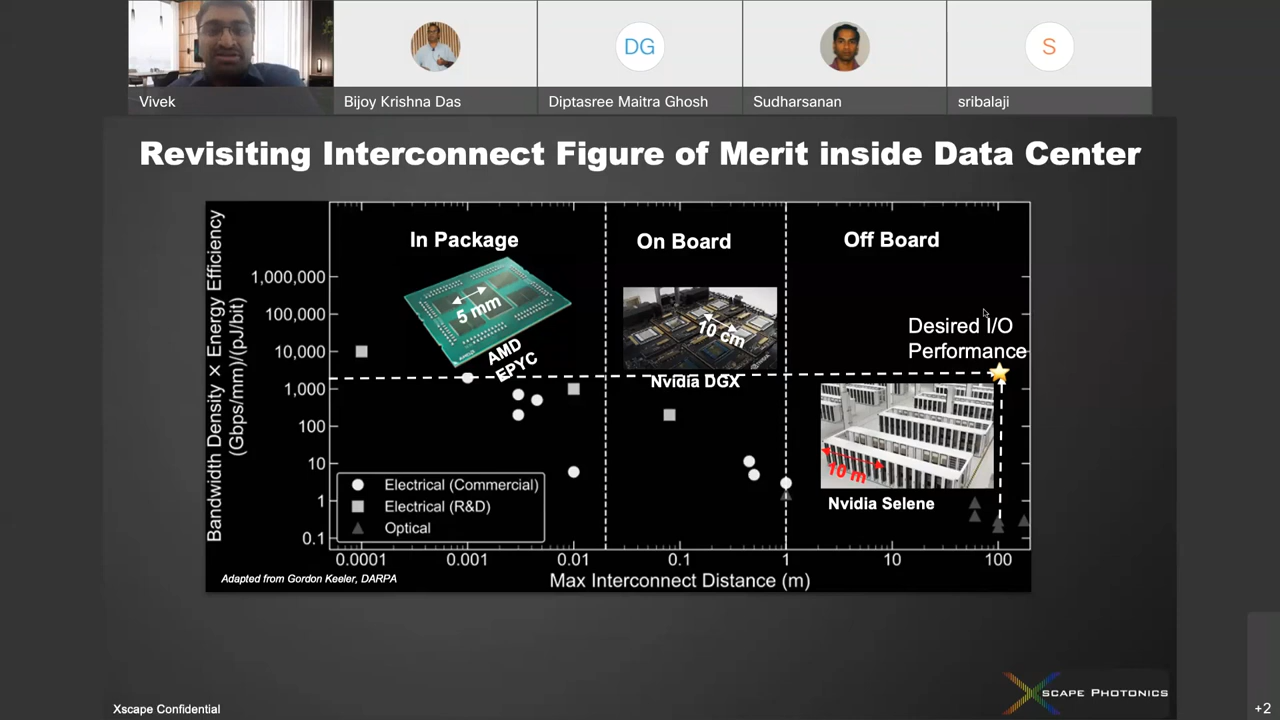 DG
S
Vivek
Bijoy Krishna Das
Diptasree Maitra Ghosh
Sudharsanan
sribalaji
Revisiting Interconnect Figure of Merit inside Data Center
Bandwidth Density × Energy Efficiency
(Gbps/mm)/(pJ/bit)
In Package
On Board
Off Board
1,000,000
100,000
10,000
1,000
100
10
1
0.1
5 mm
AMD
EPYC
10 cm
Nvidia DGX
Desired I/O
Performance
10 m
Nvidia Selene
Electrical (Commercial)
Electrical (R&D)
Optical
0.0001
0.001
0.01
0.1
1
10
100
Adapted from Gordon Keeler, DARPA
Max Interconnect Distance (m)
Xscape Confidential
XSCAPE PHOTONICS
+2